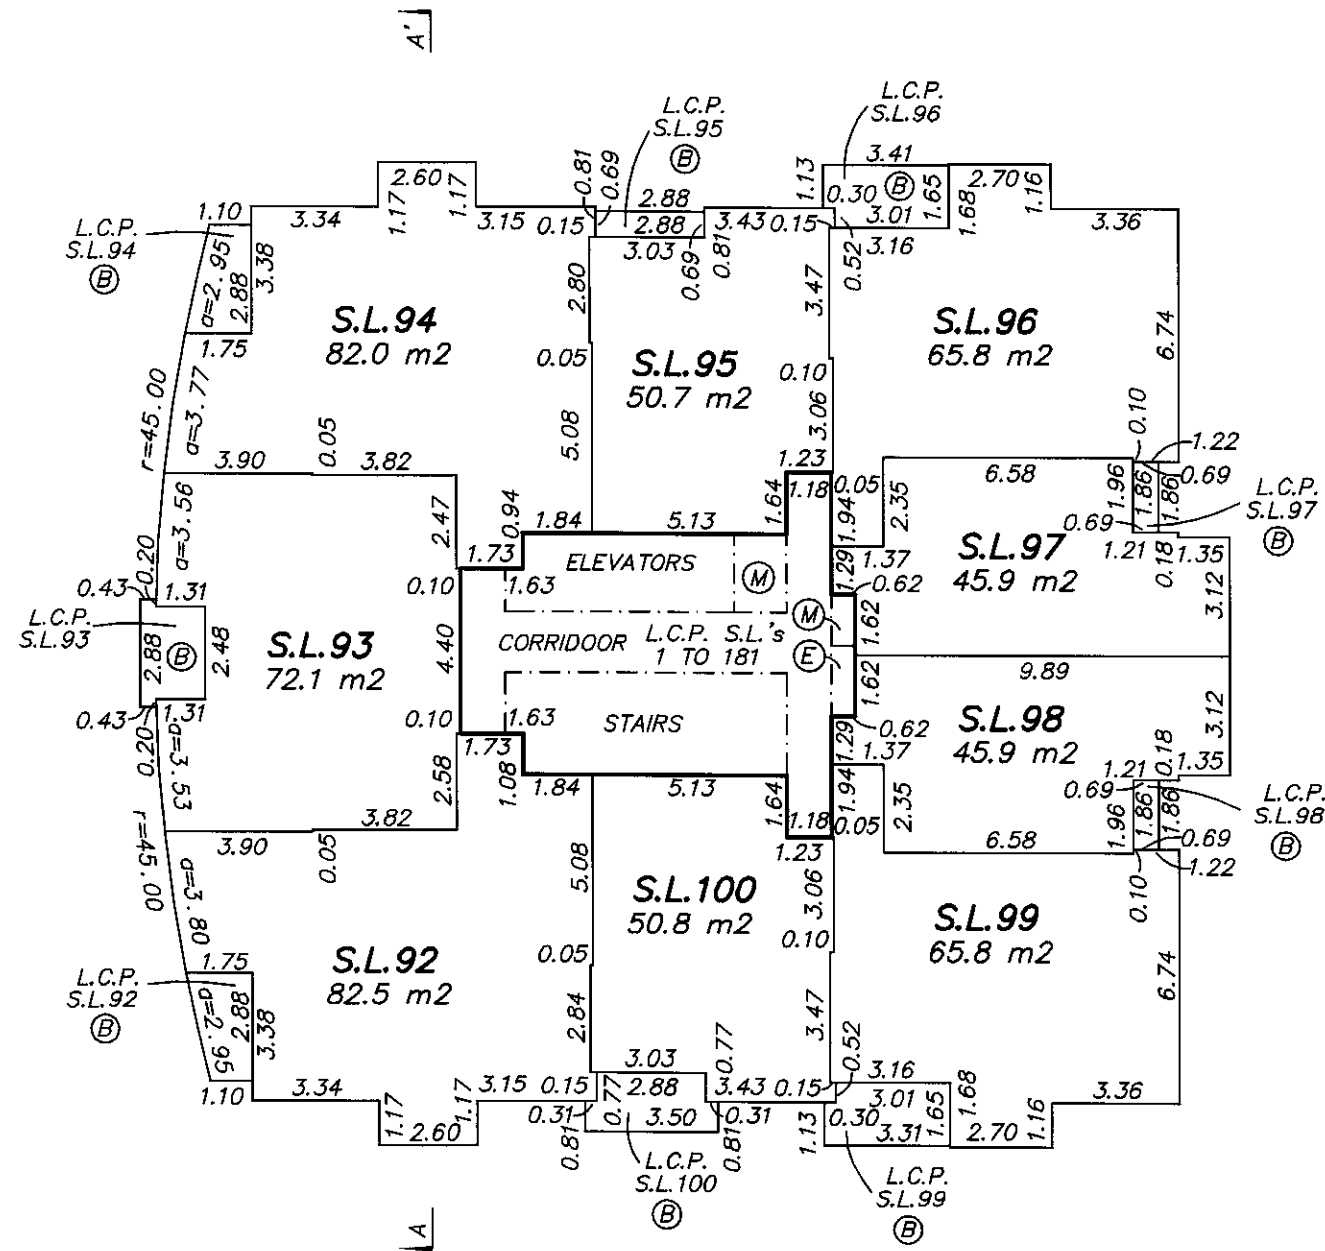 A'
L.C.P.
S.L.96
3.41
B
1.13
0.30
3.01
1.65
1.68
2.70
1.16
3.16
0.52
3.36
L.C.P.
S.L.95
B
0.81
0.69
2.88
2.88
3.03
0.69
0.81
3.43
0.15
2.60
1.17
1.17
3.34
3.15
0.15
1.10
L.C.P.
S.L.94
B
a=2.95
2.88
3.38
1.75
r=45.00
a=3.77
S.L.94
82.0 m2
2.80
0.05
5.08
S.L.95
50.7 m2
3.47
0.10
3.06
S.L.96
65.8 m2
6.74
0.10
1.22
0.69
3.90
0.05
3.82
2.47
0.94
1.84
5.13
1.64
1.23
1.18
0.05
1.94
2.35
6.58
1.96
1.86
1.86
L.C.P.
S.L.97
B
0.69
1.21
0.18
1.35
3.12
1.37
1.29
0.62
1.62
S.L.97
45.9 m2
a=3.56
0.20
0.43
1.31
L.C.P.
S.L.93
B
2.88
2.48
S.L.93
72.1 m2
1.73
0.10
1.63
4.40
ELEVATORS
M
M
CORRIDOOR
L.C.P. S.L.'s
1 TO 181
E
STAIRS
0.10
1.63
1.73
0.43
1.31
0.20
a=3.53
r=45.00
9.89
1.62
0.62
1.29
1.37
S.L.98
45.9 m2
3.12
0.18
1.21
1.35
0.69
L.C.P.
S.L.98
B
1.96
1.86
1.86
0.69
1.22
0.10
2.58
1.08
1.84
5.13
1.64
1.18
1.23
1.94
0.05
2.35
6.58
3.82
3.90
0.05
a=3.80
1.75
L.C.P.
S.L.92
B
a=2.95
2.88
3.38
1.10
S.L.92
82.5 m2
5.08
0.05
2.84
S.L.100
50.8 m2
3.06
0.10
3.47
S.L.99
65.8 m2
6.74
3.34
1.17
2.60
1.17
3.15
0.15
3.03
0.77
0.77
2.88
0.31
3.50
0.31
0.81
0.81
3.43
0.15
0.52
3.16
3.01
1.65
1.68
1.13
0.30
3.31
2.70
1.16
3.36
L.C.P.
S.L.100
B
L.C.P.
S.L.99
B
A